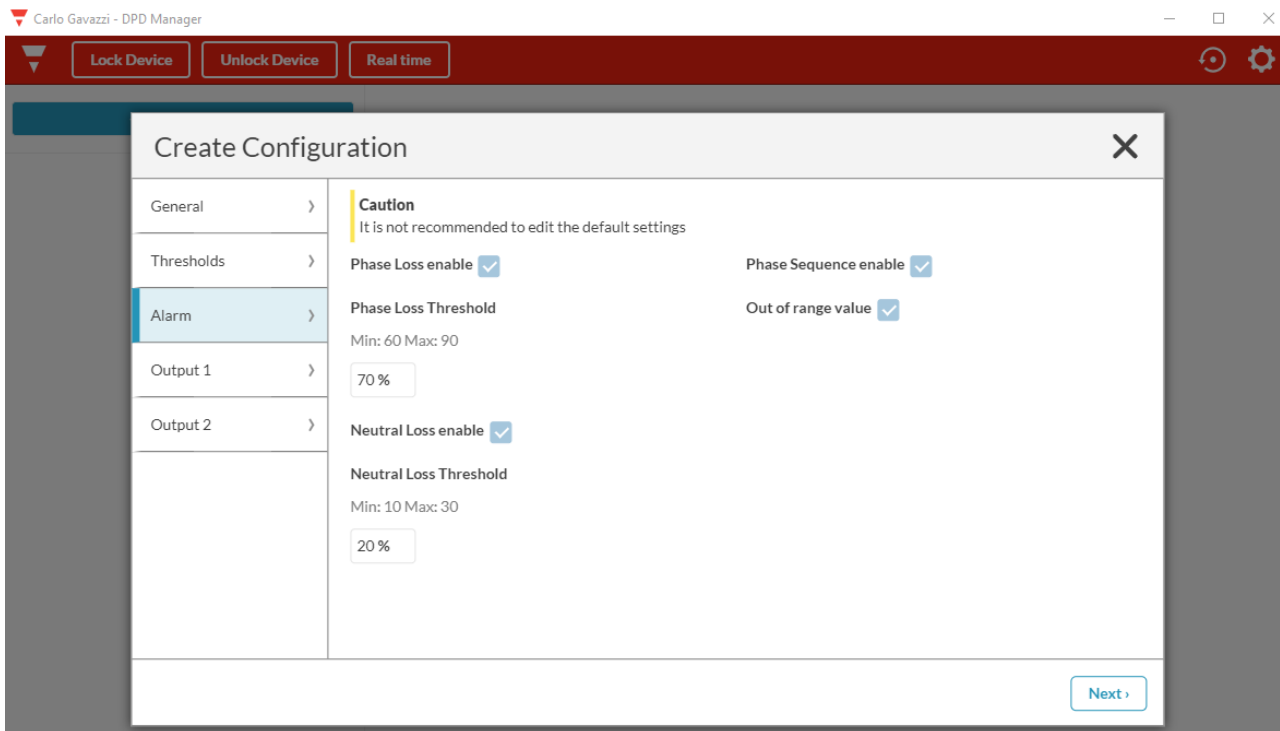 Carlo Gavazzi - DPD Manager
Lock Device
Unlock Device
Real time
Create Configuration
General
Thresholds
Alarm
Output 1
Output 2
Caution
It is not recommended to edit the default settings
Phase Loss enable
Phase Loss Threshold
Min: 60 Max: 90
70 %
Neutral Loss enable
Neutral Loss Threshold
Min: 10 Max: 30
20 %
Phase Sequence enable
Out of range value
Next ›